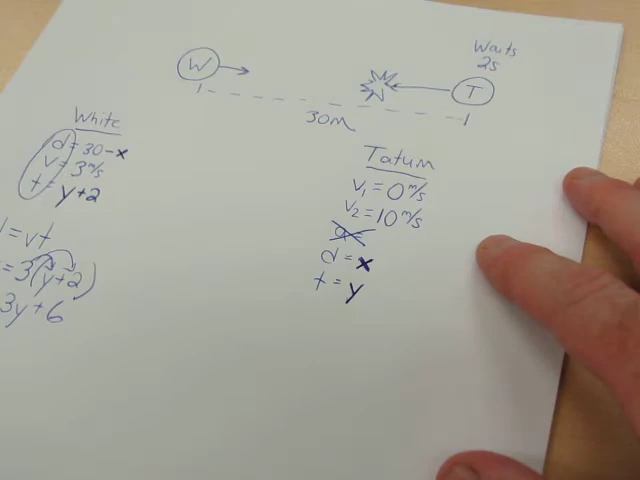 Waits
2s
W
T
30m
White
d = 30-x
v = 3 m/s
t = y+2
= vt
= 3(y+2)
3y+6
Tatum
v₁ = 0 m/s
v₂ = 10 m/s
d = x
t = y